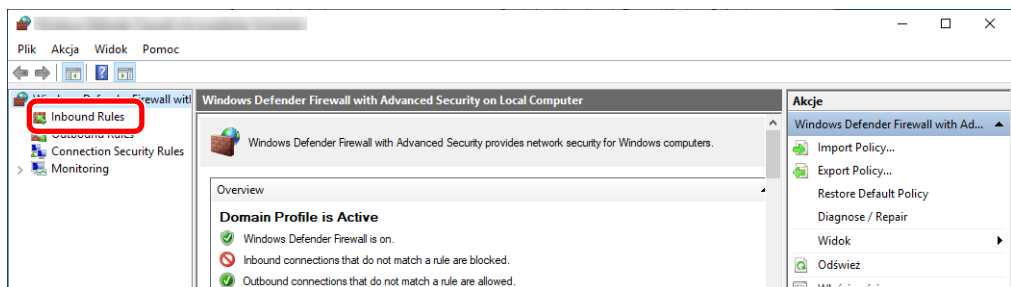 Plik Akcja Widok Pomoc
Firewall with
Inbound Rules
Outbound Rules
Connection Security Rules
Monitoring
Windows Defender Firewall with Advanced Security on Local Computer
Windows Defender Firewall with Advanced Security provides network security for Windows computers.
Overview
Domain Profile is Active
Windows Defender Firewall is on.
Inbound connections that do not match a rule are blocked.
Outbound connections that do not match a rule are allowed.
Akcje
Windows Defender Firewall with Ad...
Import Policy...
Export Policy...
Restore Default Policy
Diagnose / Repair
Widok
Odśwież